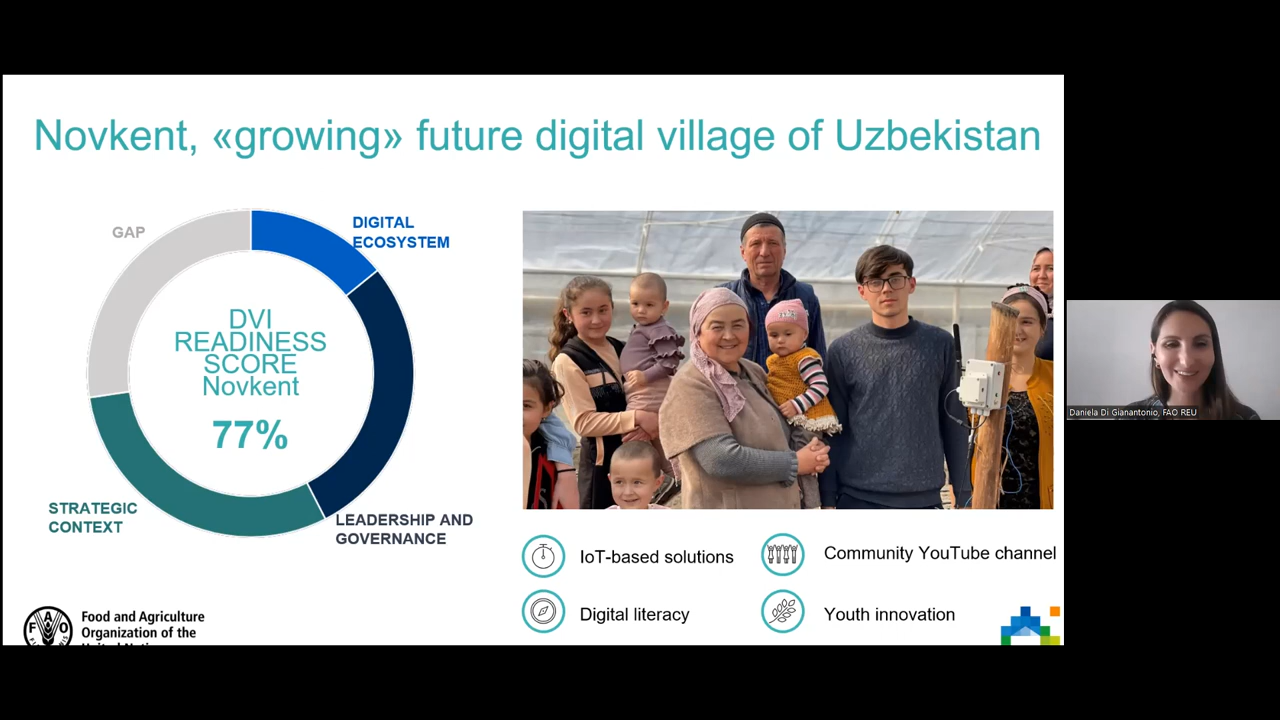 Novkent, «growing» future digital village of Uzbekistan
GAP
DIGITAL
ECOSYSTEM
DVI
READINESS
SCORE
Novkent
77%
STRATEGIC
CONTEXT
LEADERSHIP AND
GOVERNANCE
IoT-based solutions
Community YouTube channel
Digital literacy
Youth innovation
FAO
Food and Agriculture
Organization of the
United Nations
Daniela Di Gianantonio, FAO REU